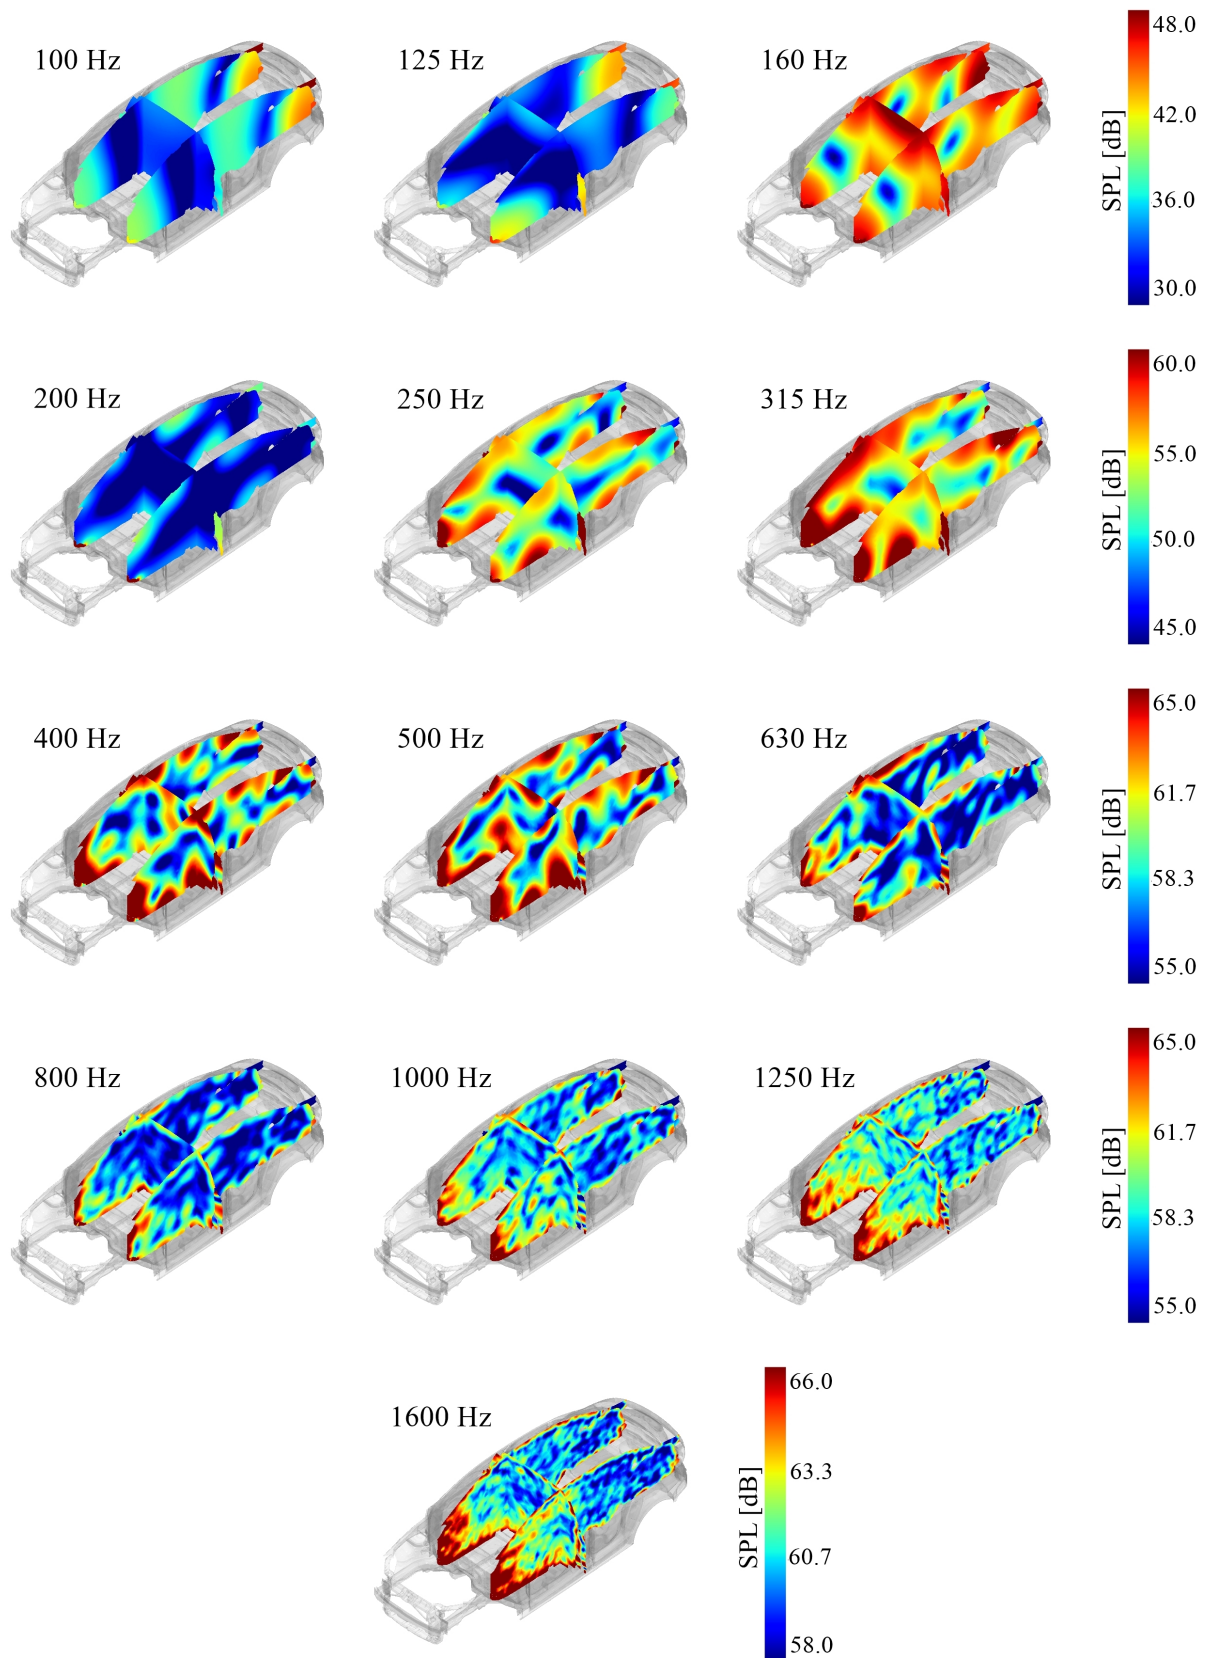 100 Hz
125 Hz
160 Hz
SPL [dB]
48.0
42.0
36.0
30.0
200 Hz
250 Hz
315 Hz
SPL [dB]
60.0
55.0
50.0
45.0
400 Hz
500 Hz
630 Hz
SPL [dB]
65.0
61.7
58.3
55.0
800 Hz
1000 Hz
1250 Hz
SPL [dB]
65.0
61.7
58.3
55.0
1600 Hz
SPL [dB]
66.0
63.3
60.7
58.0